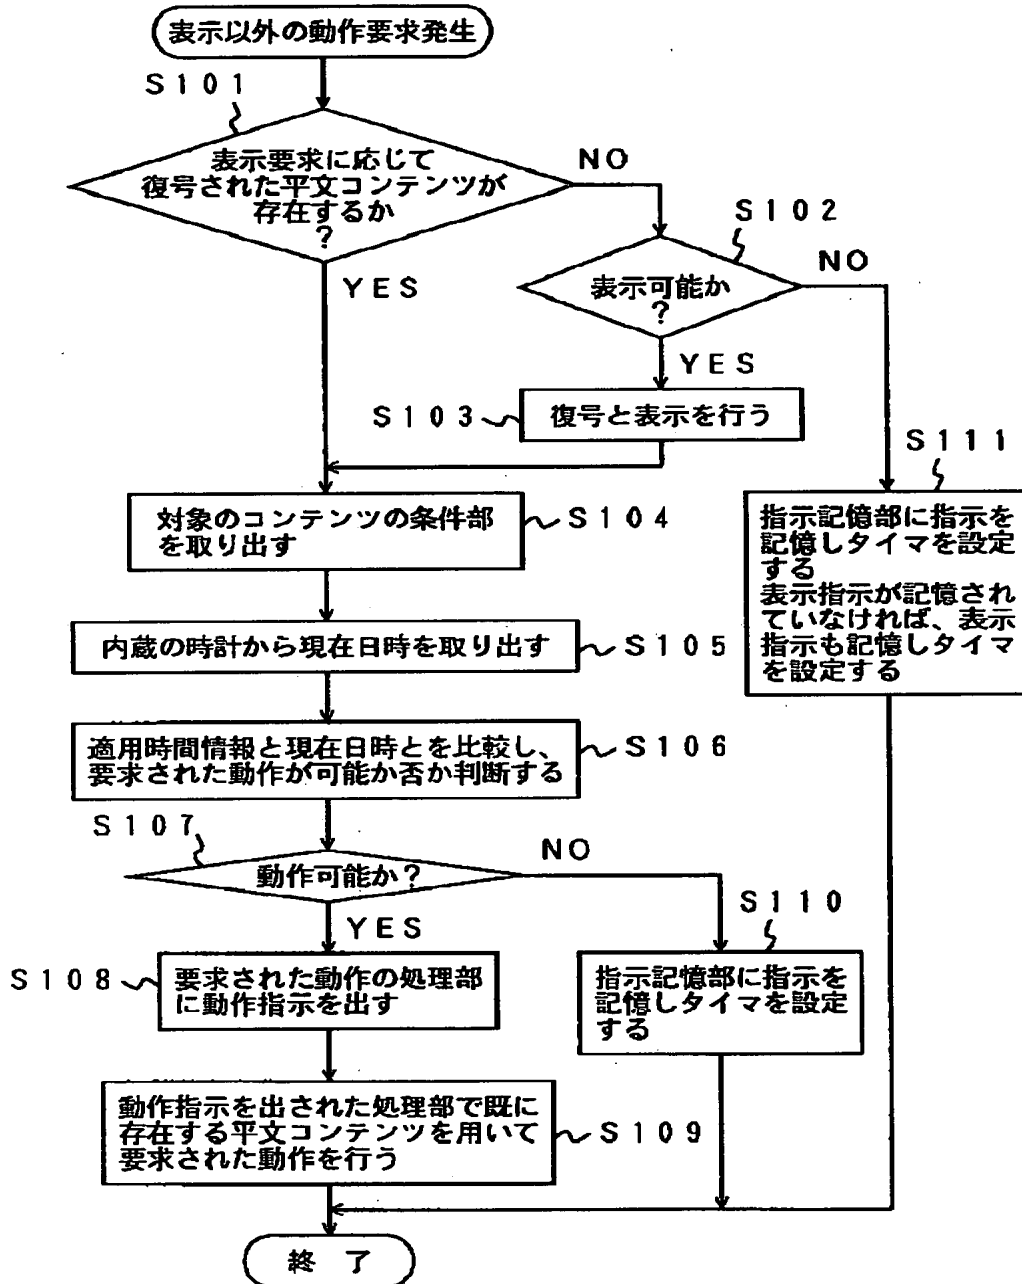 表示以外の動作要求発生
S101
表示要求に応じて
復号された平文コンテンツが
存在するか
?
NO
YES
S102
表示可能か
?
NO
YES
S103
復号と表示を行う
S111
指示記憶部に指示を
記憶しタイマを設定
する
表示指示が記憶され
ていなければ、表示
指示も記憶しタイマ
を設定する
対象のコンテンツの条件部
を取り出す
S104
内蔵の時計から現在日時を取り出す
S105
適用時間情報と現在日時とを比較し、
要求された動作が可能か否か判断する
S106
S107
動作可能か?
NO
YES
S108
要求された動作の処理部
に動作指示を出す
S110
指示記憶部に指示を
記憶しタイマを設定
する
動作指示を出された処理部で既に
存在する平文コンテンツを用いて
要求された動作を行う
S109
終 了